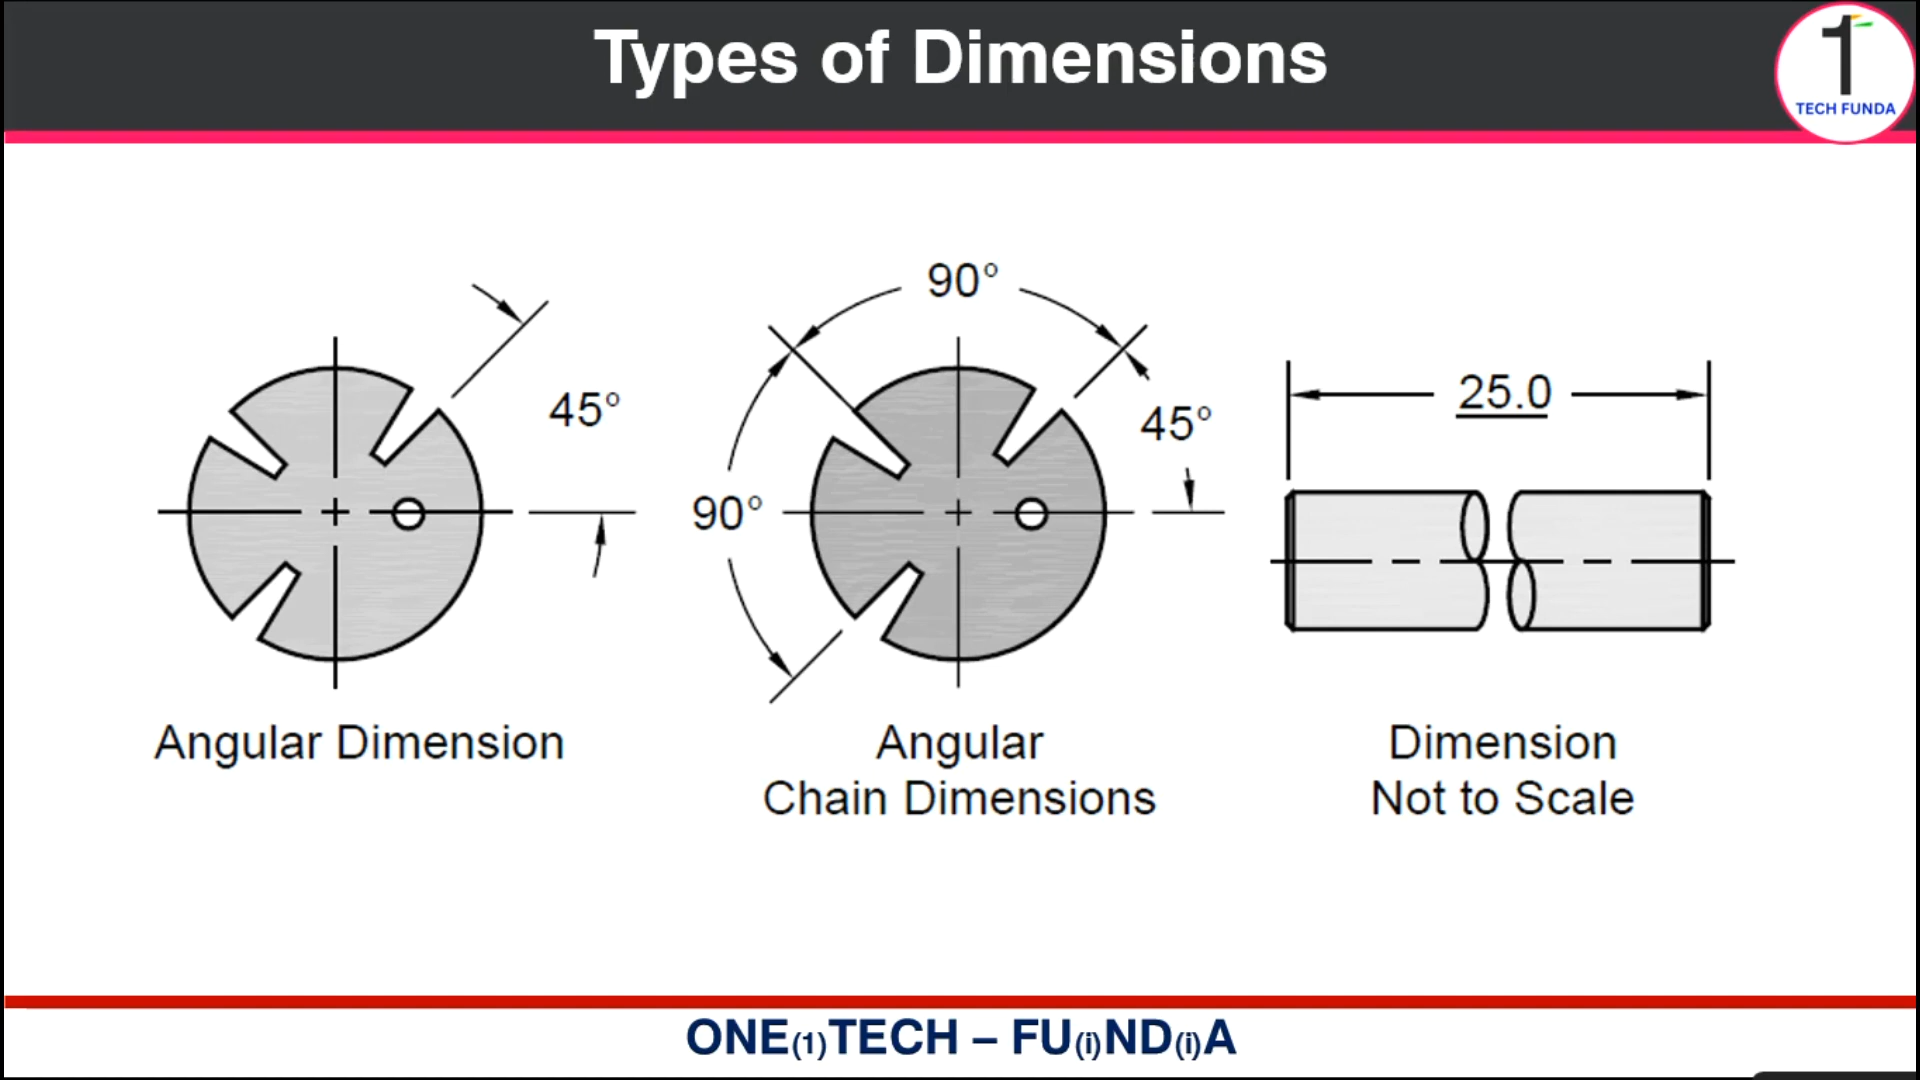 Types of Dimensions
1
TECH FUNDA
90°
45°
90°
45°
25.0
Angular Dimension
Angular
Chain Dimensions
Dimension
Not to Scale
ONE(1)TECH – FU(i)ND(i)A